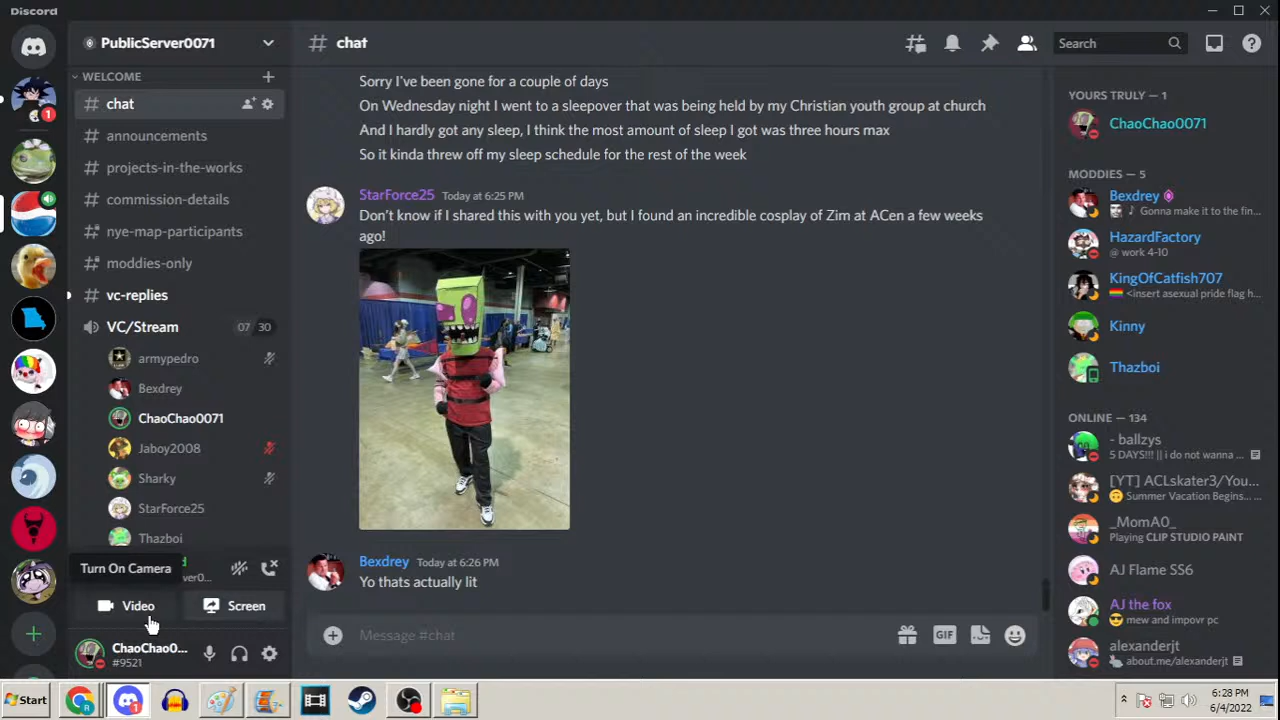 Discord
PublicServer0071
WELCOME
# chat
# announcements
# projects-in-the-works
# commission-details
# nye-map-participants
# moddies-only
# vc-replies
VC/Stream 07 30
armypedro
Bexdrey
ChaoChao0071
Jaboy2008
Sharky
StarForce25
Thazboi
Turn On Camera
Video Screen
ChaoChao0...
#9521
# chat
Search
Sorry I've been gone for a couple of days
On Wednesday night I went to a sleepover that was being held by my Christian youth group at church
And I hardly got any sleep, I think the most amount of sleep I got was three hours max
So it kinda threw off my sleep schedule for the rest of the week
StarForce25 Today at 6:25 PM
Don't know if I shared this with you yet, but I found an incredible cosplay of Zim at ACen a few weeks
ago!
Bexdrey Today at 6:26 PM
Yo thats actually lit
Message #chat
GIF
YOURS TRULY — 1
ChaoChao0071
MODDIES — 5
Bexdrey
Gonna make it to the fin...
HazardFactory
@ work 4-10
KingOfCatfish707
<insert asexual pride flag h...
Kinny
Thazboi
ONLINE — 134
- ballzys
5 DAYS!!! || i do not wanna ...
[YT] ACLskater3/You...
Summer Vacation Begins...
_MomA0_
Playing CLIP STUDIO PAINT
AJ Flame SS6
AJ the fox
mew and impovr pc
alexanderjt
about.me/alexanderjt
Start
6:28 PM
6/4/2022